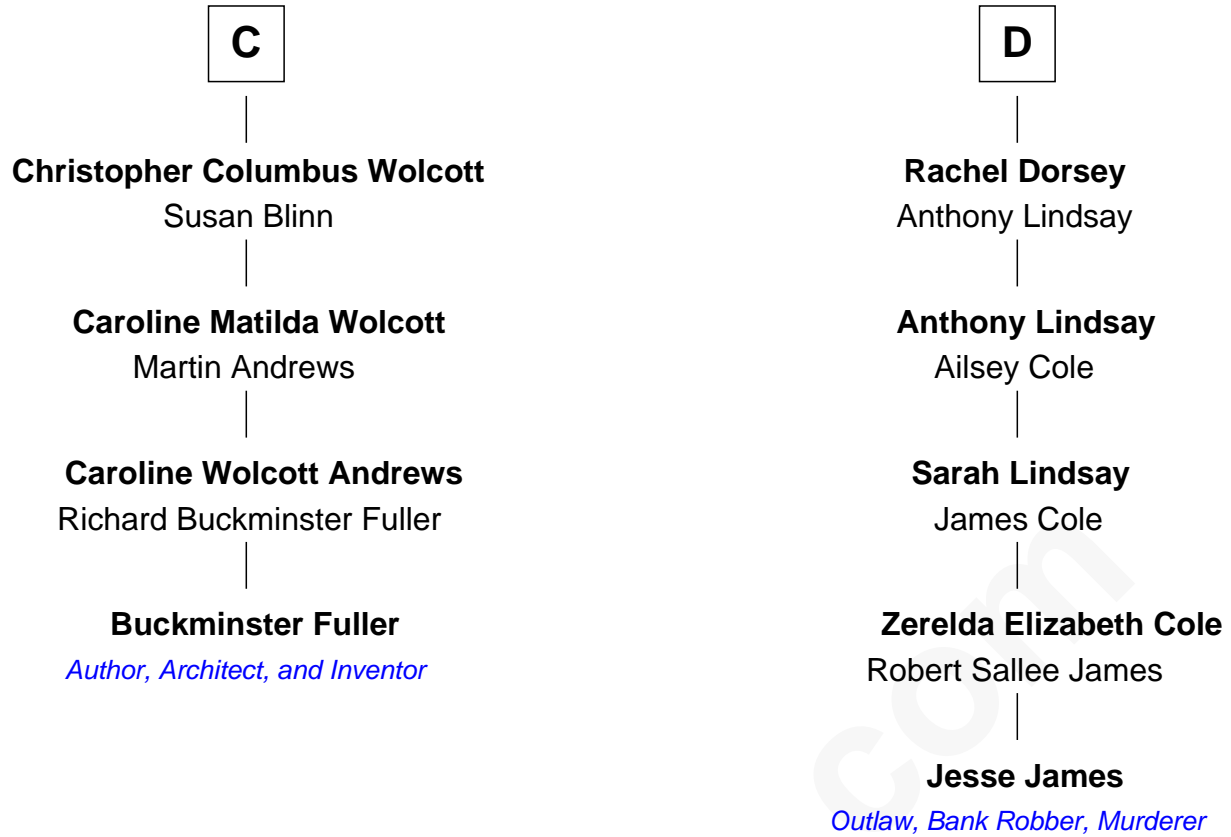 C
Christopher Columbus Wolcott
Susan Blinn
Caroline Matilda Wolcott
Martin Andrews
Caroline Wolcott Andrews
Richard Buckminster Fuller
Buckminster Fuller
Author, Architect, and Inventor
D
Rachel Dorsey
Anthony Lindsay
Anthony Lindsay
Ailsey Cole
Sarah Lindsay
James Cole
Zerelda Elizabeth Cole
Robert Sallee James
Jesse James
Outlaw, Bank Robber, Murderer
com